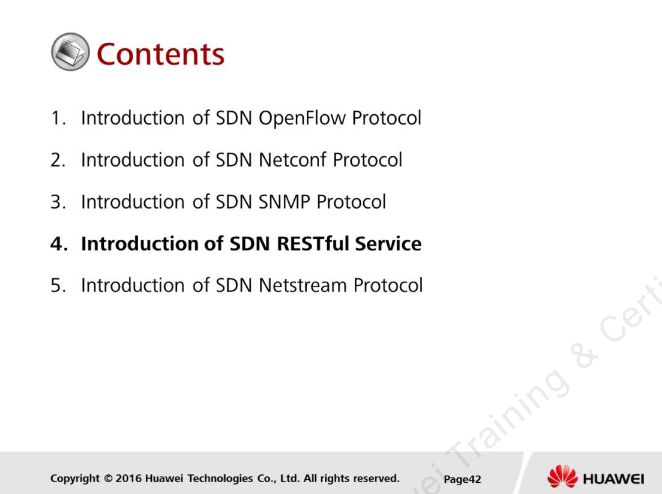 Contents
1. Introduction of SDN OpenFlow Protocol
2. Introduction of SDN Netconf Protocol
3. Introduction of SDN SNMP Protocol
4. Introduction of SDN RESTful Service
5. Introduction of SDN Netstream Protocol
ei Training & Certi
Copyright © 2016 Huawei Technologies Co., Ltd. All rights reserved. Page42
HUAWEI